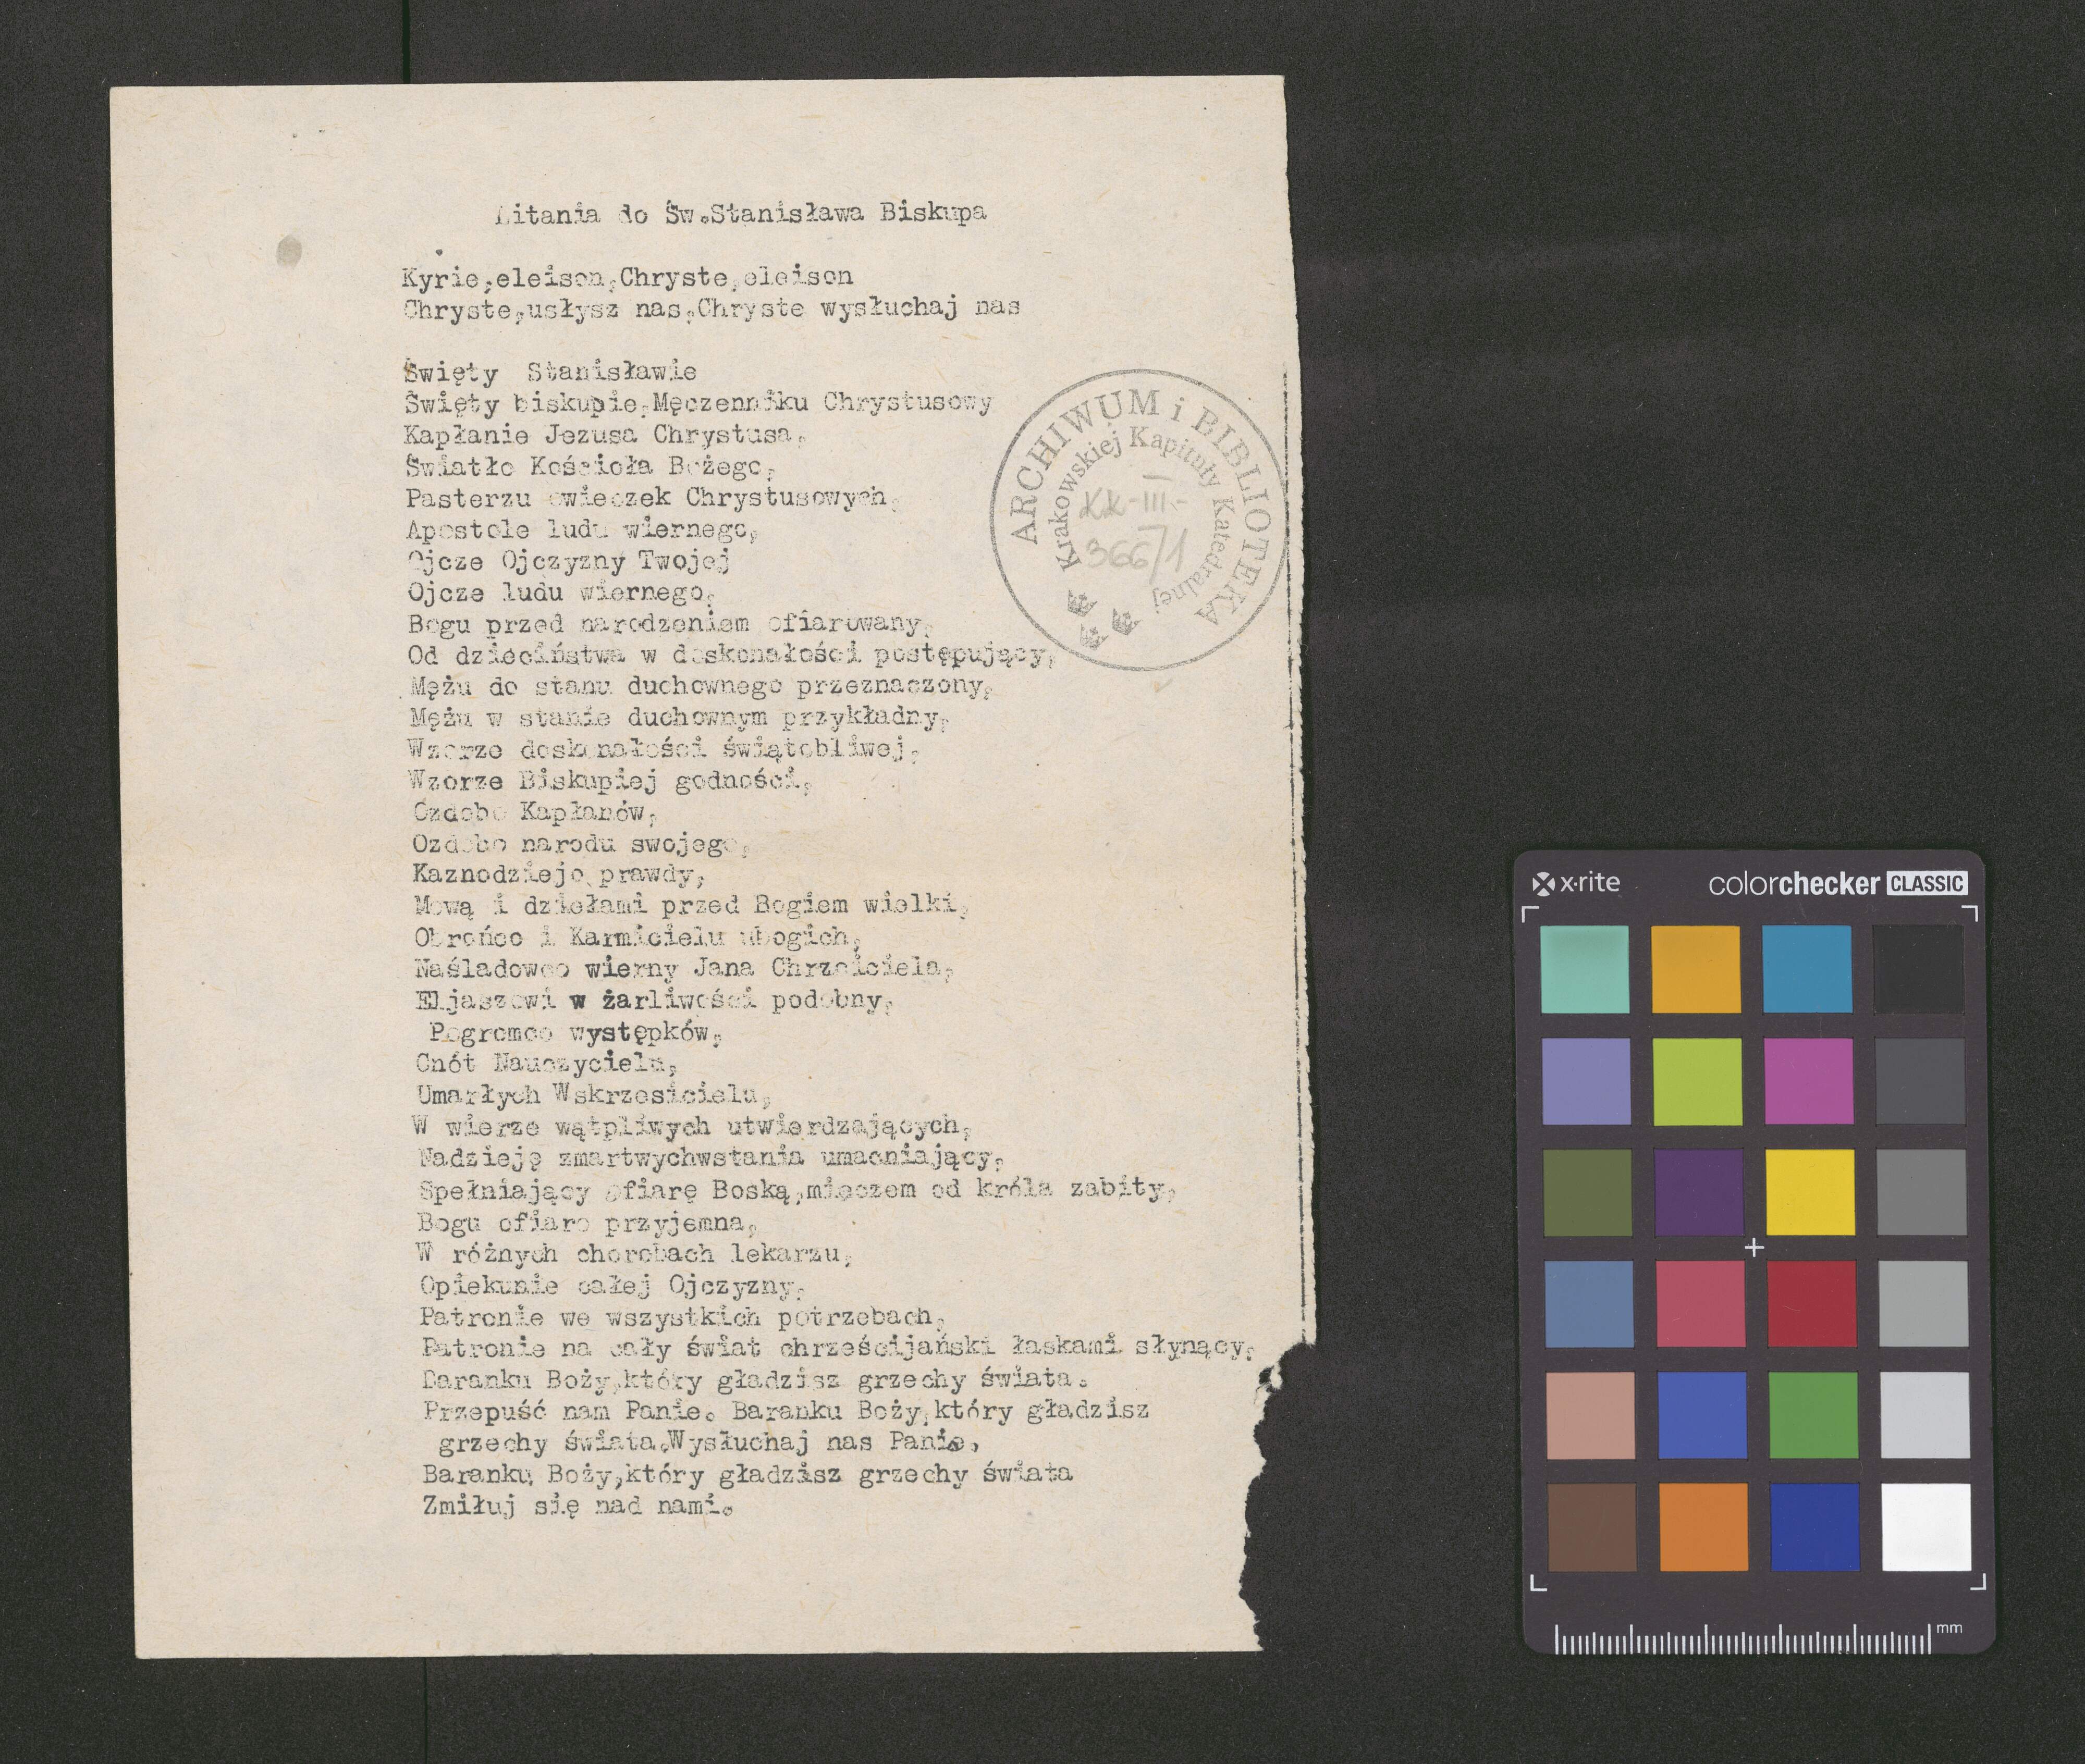 Litania do Św.Stanisława Biskupa
Kyrie,eleison,Chryste,eleison
Chryste,usłysz nas,Chryste wysłuchaj nas
Święty Stanisławie
Święty biskupie,Męczenniku Chrystusowy
Kapłanie Jezusa Chrystusa,
Światło Kościoła Bożego,
Pasterzu owieczek Chrystusowych,
Apostole ludu wiernego,
Ojcze Ojczyzny Twojej
Ojcze ludu wiernego,
Bogu przed narodzeniem ofiarowany,
Od dzieciństwa w doskonałości postępujący,
Mężu do stanu duchownego przeznaczony,
Mężu w stanie duchownym przykładny,
Wzorze doskonałości świątobliwej,
Wzorze Biskupiej godności,
Ozdobo Kapłanów,
Ozdobo narodu swojego,
Kaznodziejo prawdy,
Mową i dziełami przed Bogiem wielki,
Obrońco i Karmicielu ubogich,
Naśladowco wierny Jana Chrzciciela,
Eljaszowi w żarliwości podobny,
Pogromco występków,
Cnót Nauczycielu,
Umarłych Wskrzesicielu,
W wierze wątpliwych utwierdzających,
Nadzieję zmartwychwstania umacniający,
Spełniający ofiarę Boską,mieczem od króla zabity,
Bogu ofiaro przyjemna,
W różnych chorobach lekarzu,
Opiekunie całej Ojczyzny,
Patronie we wszystkich potrzebach,
Patronie na cały świat chrześcijański łaskami słynący,
Baranku Boży,który gładzisz grzechy świata.
Przepuść nam Panie. Baranku Boży,który gładzisz
grzechy świata.Wysłuchaj nas Panie,
Baranku Boży,który gładzisz grzechy świata
Zmiłuj się nad nami.
ARCHIWUM i BIBLIOTEKA
Krakowskiej Kapituły Katedralnej
KK-III-
366/1
x·rite
colorchecker CLASSIC
mm